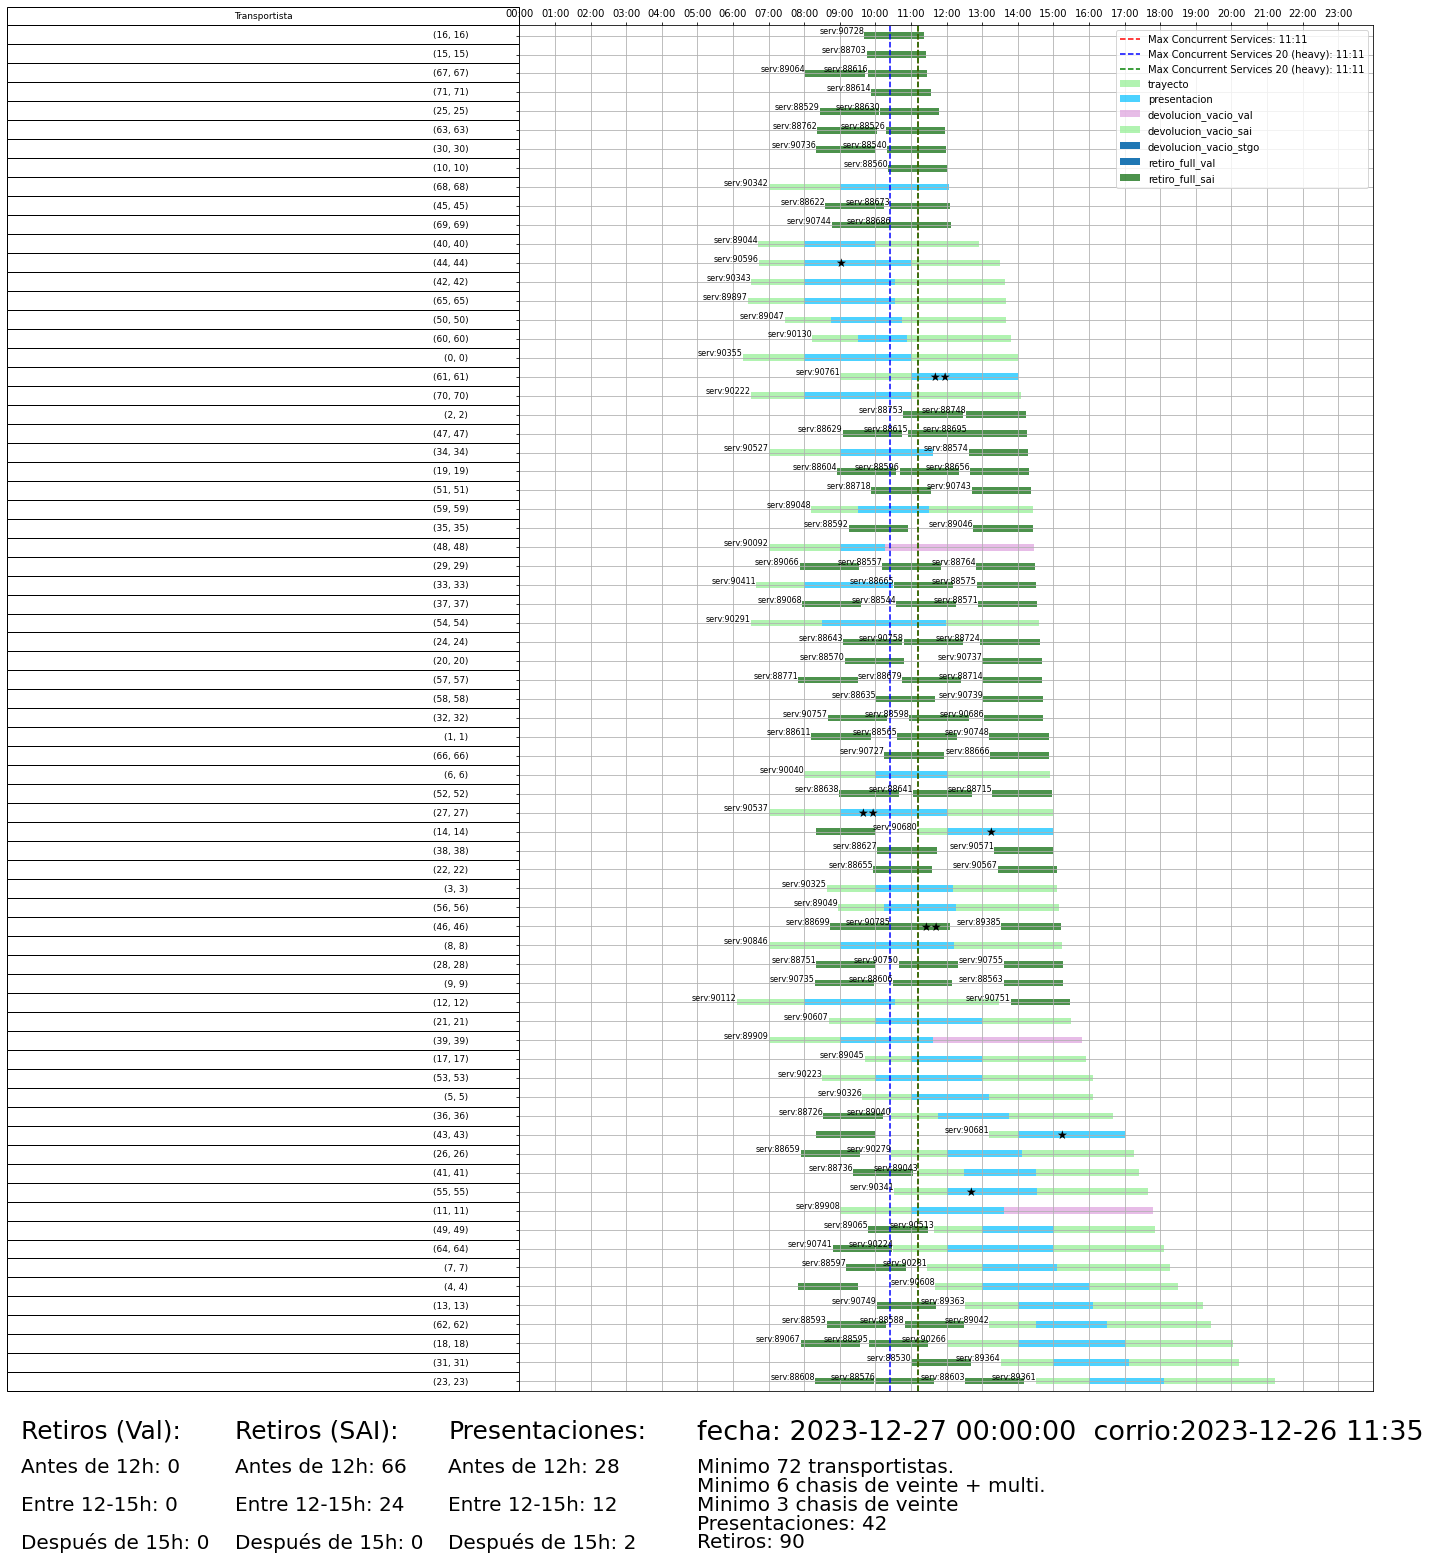 Transportista
00:00 01:00 02:00 03:00 04:00 05:00 06:00 07:00 08:00 09:00 10:00 11:00 12:00 13:00 14:00 15:00 16:00 17:00 18:00 19:00 20:00 21:00 22:00 23:00
Max Concurrent Services: 11:11
Max Concurrent Services 20 (heavy): 11:11
Max Concurrent Services 20 (heavy): 11:11
trayecto
presentacion
devolucion_vacio_val
devolucion_vacio_sai
devolucion_vacio_stgo
retiro_full_val
retiro_full_sai
(16, 16) serv:90728
(15, 15) serv:88703
(67, 67) serv:89064 serv:88616
(71, 71) serv:88614
(25, 25) serv:88529 serv:88630
(63, 63) serv:88762 serv:88526
(30, 30) serv:90736 serv:88540
(10, 10) serv:88560
(68, 68) serv:90342
(45, 45) serv:88622 serv:88673
(69, 69) serv:90744 serv:88686
(40, 40) serv:89044
(44, 44) serv:90596
(42, 42) serv:90343
(65, 65) serv:89897
(50, 50) serv:89047
(60, 60) serv:90130
(0, 0) serv:90355
(61, 61) serv:90761
(70, 70) serv:90222
(2, 2) serv:88753 serv:88748
(47, 47) serv:88629 serv:88615 serv:88695
(34, 34) serv:90527 serv:88574
(19, 19) serv:88604 serv:88596 serv:88656
(51, 51) serv:88718 serv:90743
(59, 59) serv:89048
(35, 35) serv:88592 serv:89046
(48, 48) serv:90092
(29, 29) serv:89066 serv:88557 serv:88764
(33, 33) serv:90411 serv:88665 serv:88575
(37, 37) serv:89068 serv:88544 serv:88571
(54, 54) serv:90291
(24, 24) serv:88643 serv:90758 serv:88724
(20, 20) serv:88570 serv:90737
(57, 57) serv:88771 serv:88679 serv:88714
(58, 58) serv:88635 serv:90739
(32, 32) serv:90757 serv:88598 serv:90686
(1, 1) serv:88611 serv:88565 serv:90748
(66, 66) serv:90727 serv:88666
(6, 6) serv:90040
(52, 52) serv:88638 serv:88641 serv:88715
(27, 27) serv:90537
(14, 14) serv:90680
(38, 38) serv:88627 serv:90571
(22, 22) serv:88655 serv:90567
(3, 3) serv:90325
(56, 56) serv:89049
(46, 46) serv:88699 serv:90785 serv:89385
(8, 8) serv:90846
(28, 28) serv:88751 serv:90750 serv:90755
(9, 9) serv:90735 serv:88606 serv:88563
(12, 12) serv:90112 serv:90751
(21, 21) serv:90607
(39, 39) serv:89909
(17, 17) serv:89045
(53, 53) serv:90223
(5, 5) serv:90326
(36, 36) serv:88726 serv:89040
(43, 43) serv:90681
(26, 26) serv:88659 serv:90279
(41, 41) serv:88736 serv:89043
(55, 55) serv:90341
(11, 11) serv:89908
(49, 49) serv:89065 serv:90513
(64, 64) serv:90741 serv:90224
(7, 7) serv:88597 serv:90281
(4, 4) serv:90608
(13, 13) serv:90749 serv:89363
(62, 62) serv:88593 serv:88588 serv:89042
(18, 18) serv:89067 serv:88595 serv:90266
(31, 31) serv:88530 serv:89364
(23, 23) serv:88608 serv:88576 serv:88603 serv:89361
Retiros (Val): Retiros (SAI): Presentaciones: fecha: 2023-12-27 00:00:00 corrio:2023-12-26 11:35
Antes de 12h: 0 Antes de 12h: 66 Antes de 12h: 28 Minimo 72 transportistas.
Minimo 6 chasis de veinte + multi.
Entre 12-15h: 0 Entre 12-15h: 24 Entre 12-15h: 12 Minimo 3 chasis de veinte
Presentaciones: 42
Después de 15h: 0 Después de 15h: 0 Después de 15h: 2 Retiros: 90